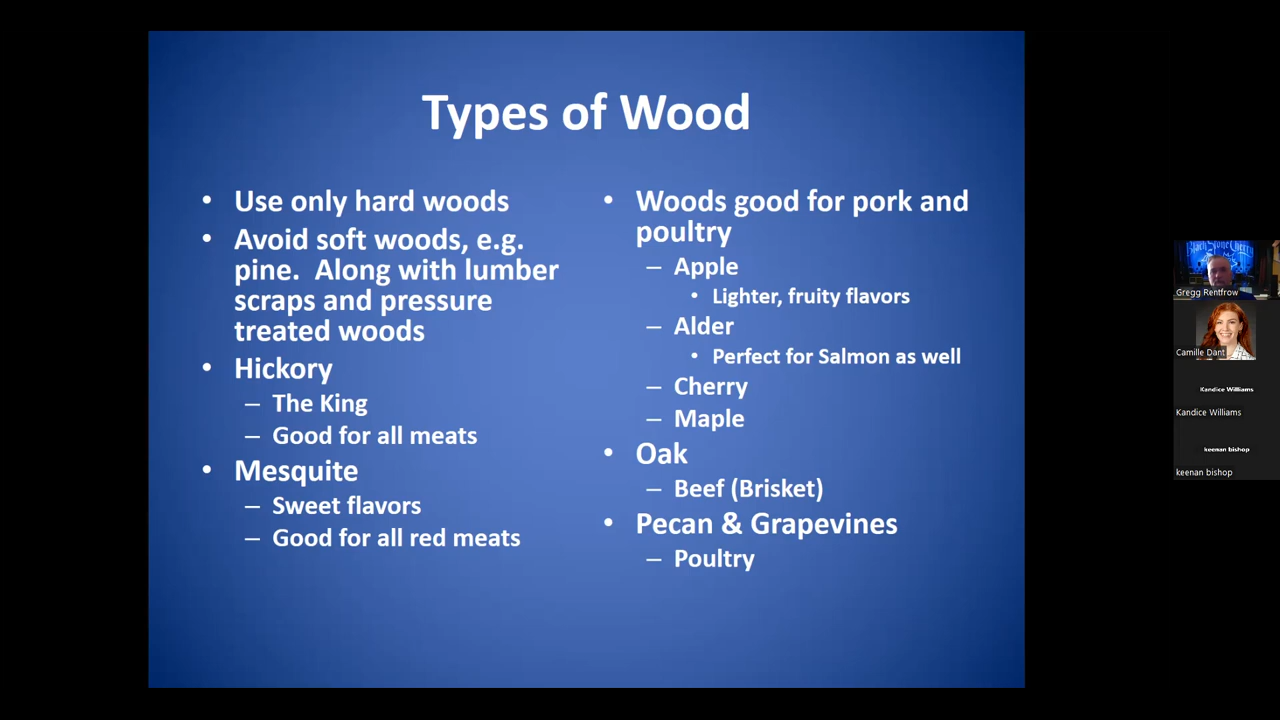 Types of Wood
• Use only hard woods
• Avoid soft woods, e.g.
pine. Along with lumber
scraps and pressure
treated woods
• Hickory
– The King
– Good for all meats
• Mesquite
– Sweet flavors
– Good for all red meats
• Woods good for pork and
poultry
– Apple
• Lighter, fruity flavors
– Alder
• Perfect for Salmon as well
– Cherry
– Maple
• Oak
– Beef (Brisket)
• Pecan & Grapevines
– Poultry
Black Stone Cherry
Gregg Rentfrow
Camille Dant
Kandice Williams
Kandice Williams
keenan bishop
keenan bishop